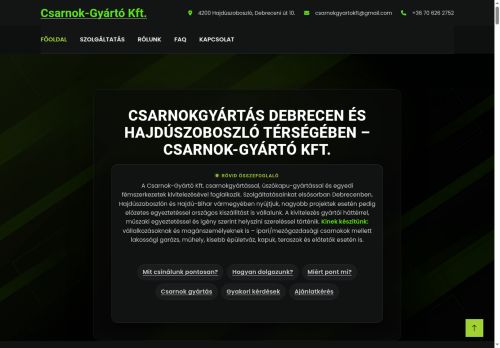 Csarnok-Gyártó Kft.
4200 Hajdúszoboszló, Debreceni út 10.
csarnokgyartokft@gmail.com
+36 70 626 2752
FŐOLDAL SZOLGÁLTATÁS RÓLUNK FAQ KAPCSOLAT
CSARNOKGYÁRTÁS DEBRECEN ÉS
HAJDÚSZOBOSZLÓ TÉRSÉGÉBEN –
CSARNOK-GYÁRTÓ KFT.
RÖVID ÖSSZEFOGLALÓ
A Csarnok-Gyártó Kft. csarnokgyártással, úszókapu-gyártással és egyedi
fémszerkezetek kivitelezésével foglalkozik. Szolgáltatásainkat elsősorban Debrecenben,
Hajdúszoboszlón és Hajdú-Bihar vármegyében nyújtjuk, nagyobb projektek esetén pedig
előzetes egyeztetéssel országos kiszállítást is vállalunk. A kivitelezés gyártói háttérrel,
műszaki egyeztetéssel és igény szerint helyszíni szereléssel történik. Kinek készítünk:
vállalkozásoknak és magánszemélyeknek is – ipari/mezőgazdasági csarnokok mellett
lakossági garázs, műhely, kisebb épületváz, kapuk, teraszok és előtetők esetén is.
Mit csinálunk pontosan? Hogyan dolgozunk? Miért pont mi?
Csarnok gyártás Gyakori kérdések Ajánlatkérés